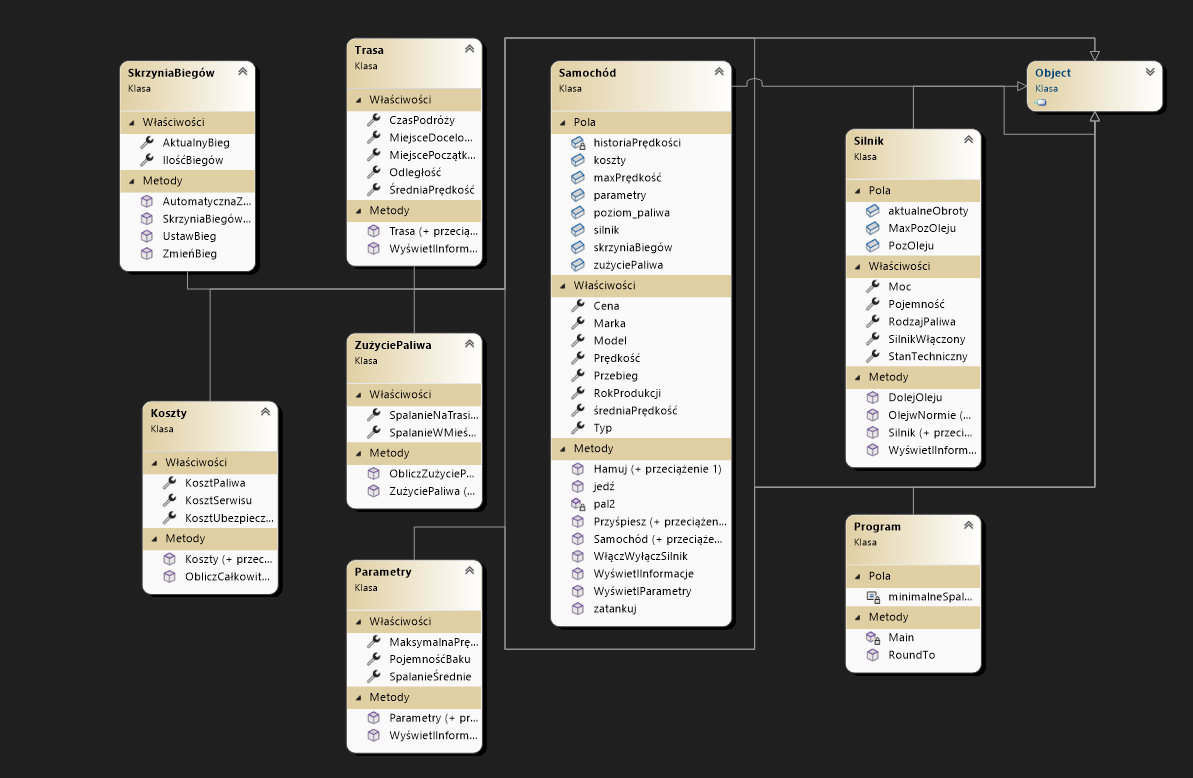 SkrzyniaBiegów
Klasa
Właściwości
AktualnyBieg
IlośćBiegów
Metody
AutomatycznaZ...
SkrzyniaBiegów...
UstawBieg
ZmieńBieg
Trasa
Klasa
Właściwości
CzasPodróży
MiejsceDocelo...
MiejscePoczątk...
Odległość
ŚredniaPrędkość
Metody
Trasa (+ przecią...
WyświetlInform...
Samochód
Klasa
Pola
historiaPrędkości
koszty
maxPrędkość
parametry
poziom_paliwa
silnik
skrzyniaBiegów
zużyciePaliwa
Właściwości
Cena
Marka
Model
Prędkość
Przebieg
RokProdukcji
średniaPrędkość
Typ
Metody
Hamuj (+ przeciążenie 1)
jedź
pal2
Przyśpiesz (+ przeciążen...
Samochód (+ przeciąże...
WłączWyłączSilnik
WyświetlInformacje
WyświetlParametry
zatankuj
Object
Klasa
Silnik
Klasa
Pola
aktualneObroty
MaxPozOleju
PozOleju
Właściwości
Moc
Pojemność
RodzajPaliwa
SilnikWłączony
StanTechniczny
Metody
DolejOleju
OlejwNormie (...
Silnik (+ przeci...
WyświetlInform...
ZużyciePaliwa
Klasa
Właściwości
SpalanieNaTrasi...
SpalanieWMieś...
Metody
ObliczZużycieP...
ZużyciePaliwa (...
Koszty
Klasa
Właściwości
KosztPaliwa
KosztSerwisu
KosztUbezpiecz...
Metody
Koszty (+ przec...
ObliczCałkowit...
Parametry
Klasa
Właściwości
MaksymalnaPrę...
PojemnośćBaku
SpalanieŚrednie
Metody
Parametry (+ pr...
WyświetlInform...
Program
Klasa
Pola
minimalneSpal...
Metody
Main
RoundTo